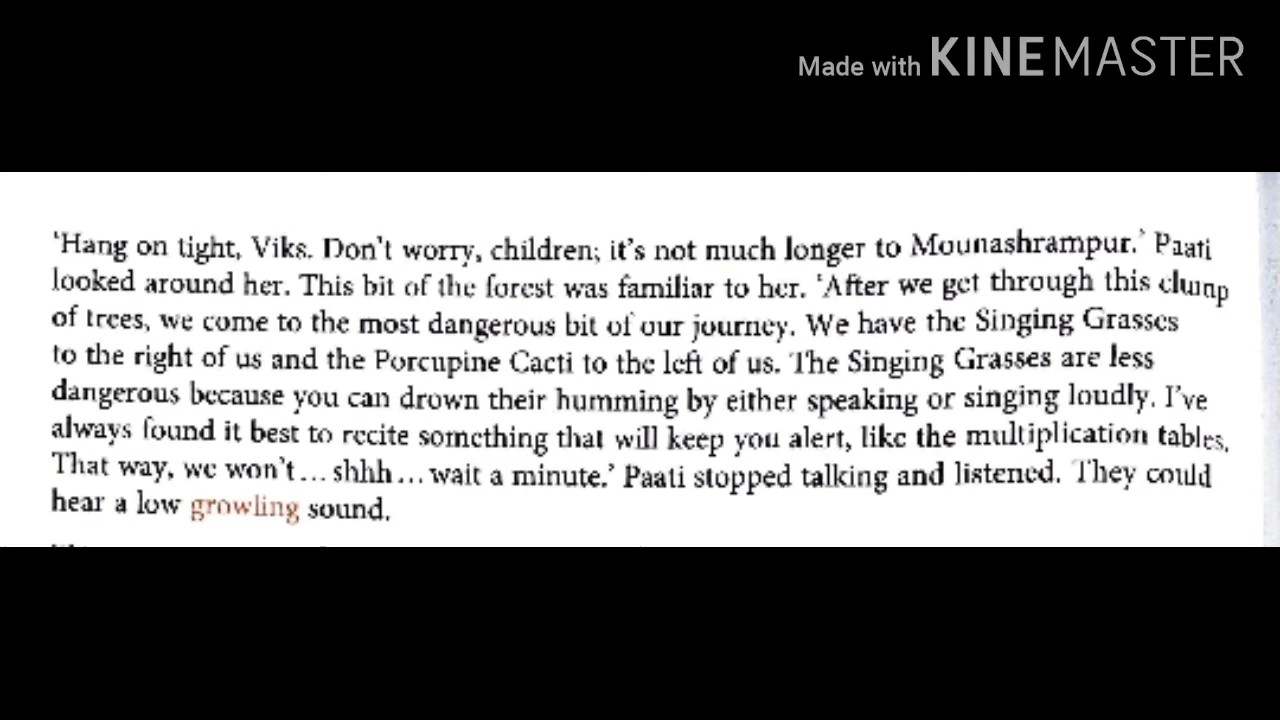 Made with KINEMASTER
‘Hang on tight, Viks. Don’t worry, children; it’s not much longer to Mounashrampur.’ Paati
looked around her. This bit of the forest was familiar to her. ‘After we get through this clump
of trees, we come to the most dangerous bit of our journey. We have the Singing Grasses
to the right of us and the Porcupine Cacti to the left of us. The Singing Grasses are less
dangerous because you can drown their humming by either speaking or singing loudly. I’ve
always found it best to recite something that will keep you alert, like the multiplication tables.
That way, we won’t... shhh... wait a minute.’ Paati stopped talking and listened. They could
hear a low growling sound.